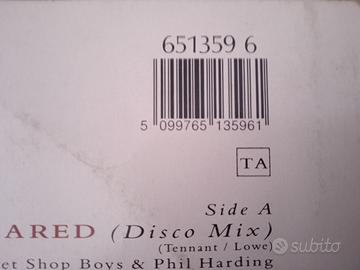 651359 6
5 099765 135961
TA
Side A
ARED (Disco Mix)
(Tennant / Lowe)
et Shop Boys & Phil Harding
subito